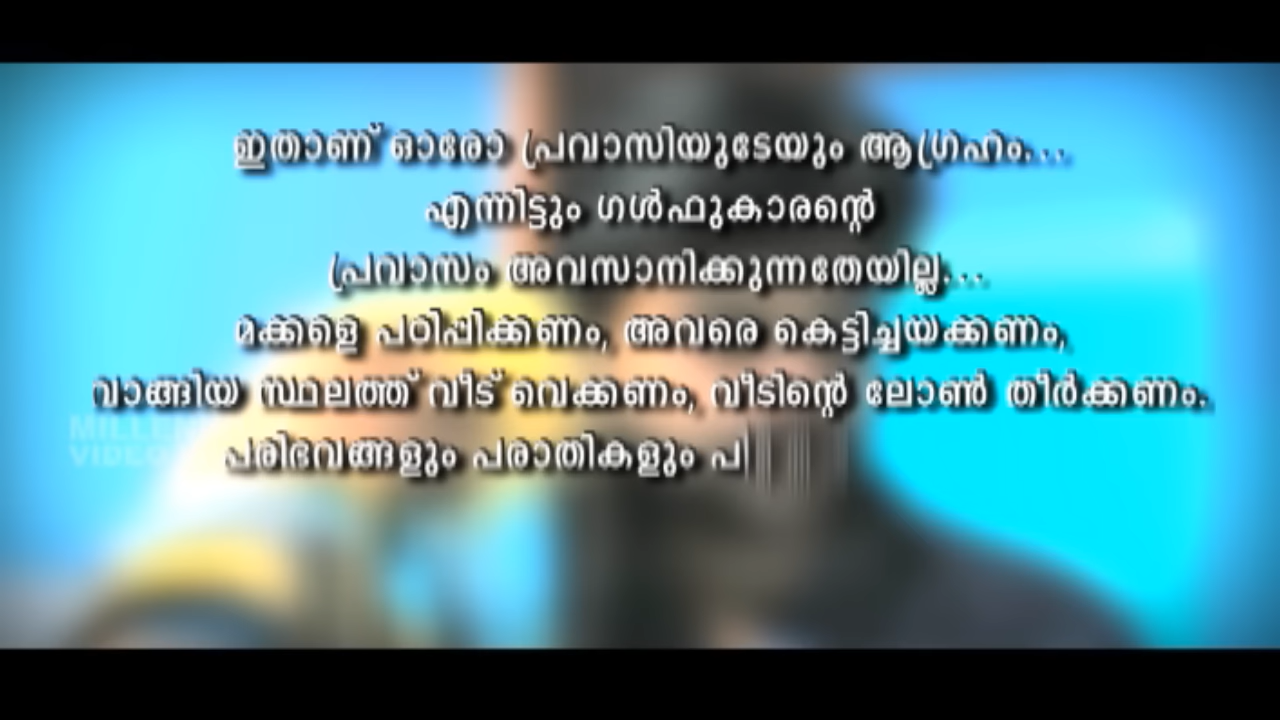 ഇതാണ് ഓരോ പ്രവാസിയുടേയും ആഗ്രഹം...
എന്നിട്ടും ഗൾഫുകാരന്റെ
പ്രവാസം അവസാനിക്കുന്നതേയില്ല...
മക്കളെ പഠിപ്പിക്കണം, അവരെ കെട്ടിച്ചയക്കണം,
വാങ്ങിയ സ്ഥലത്ത് വീട് വെക്കണം, വീടിന്റെ ലോൺ തീർക്കണം.
പരിഭവങ്ങളും പരാതികളും പി